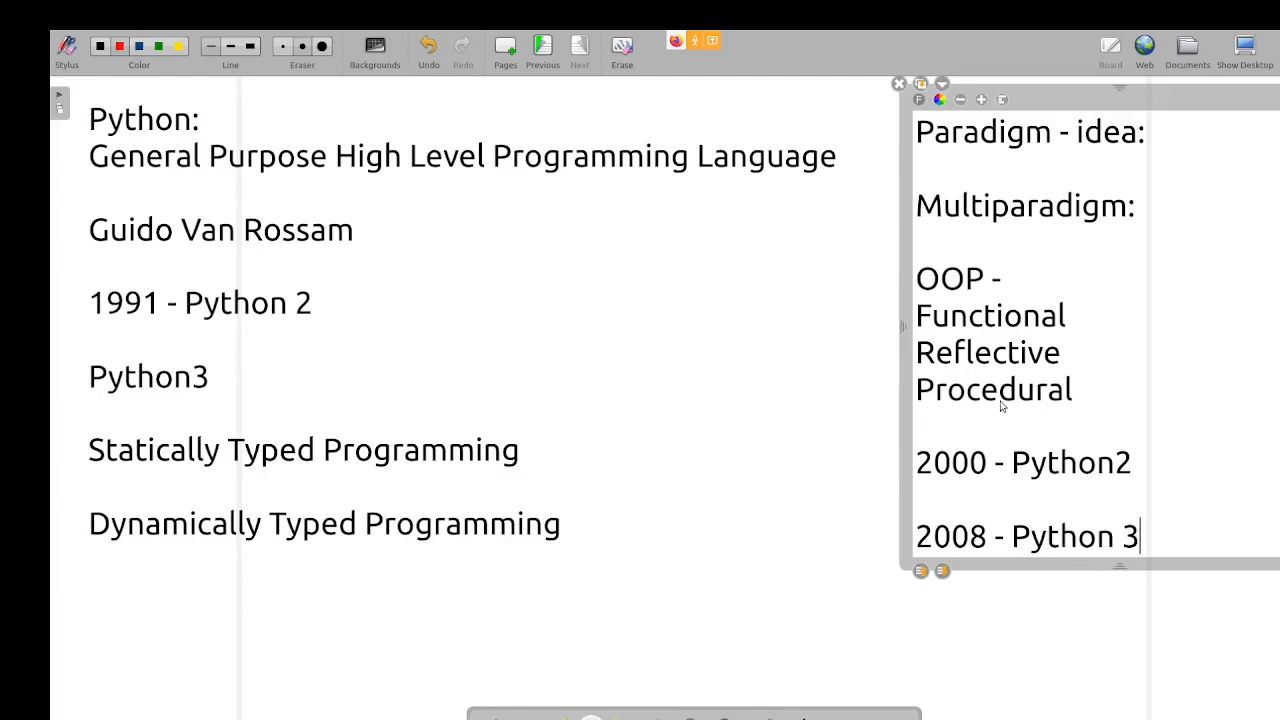 Stylus
Color
Line
Eraser
Backgrounds
Undo
Redo
Pages
Previous
Next
Erase
Board
Web
Documents
Show Desktop
Python:
General Purpose High Level Programming Language
Guido Van Rossam
1991 - Python 2
Python3
Statically Typed Programming
Dynamically Typed Programming
F
Paradigm - idea:
Multiparadigm:
OOP -
Functional
Reflective
Procedural
2000 - Python2
2008 - Python 3